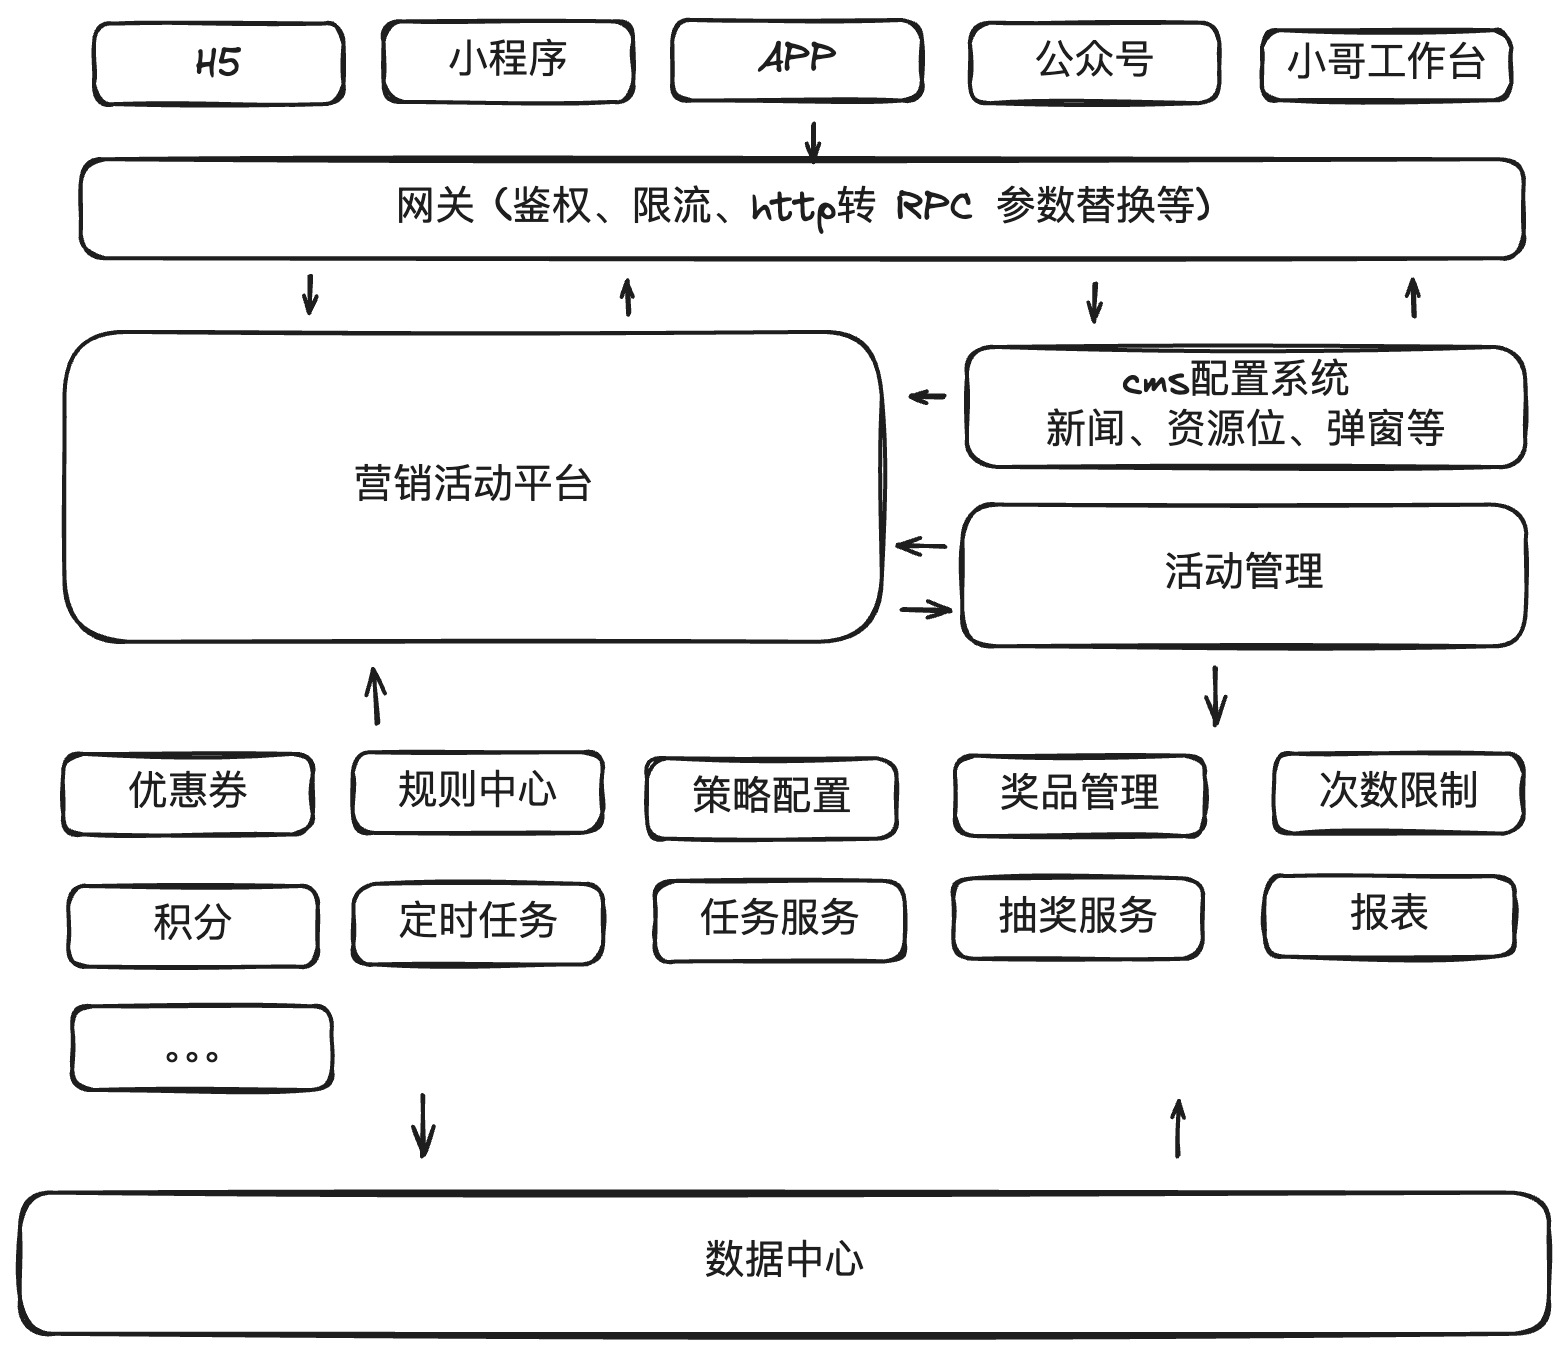 H5
小程序
APP
公众号
小哥工作台
网关（鉴权、限流、http转 RPC 参数替换等）
营销活动平台
cms配置系统
新闻、资源位、弹窗等
活动管理
优惠券
规则中心
策略配置
奖品管理
次数限制
积分
定时任务
任务服务
抽奖服务
报表
。。。
数据中心